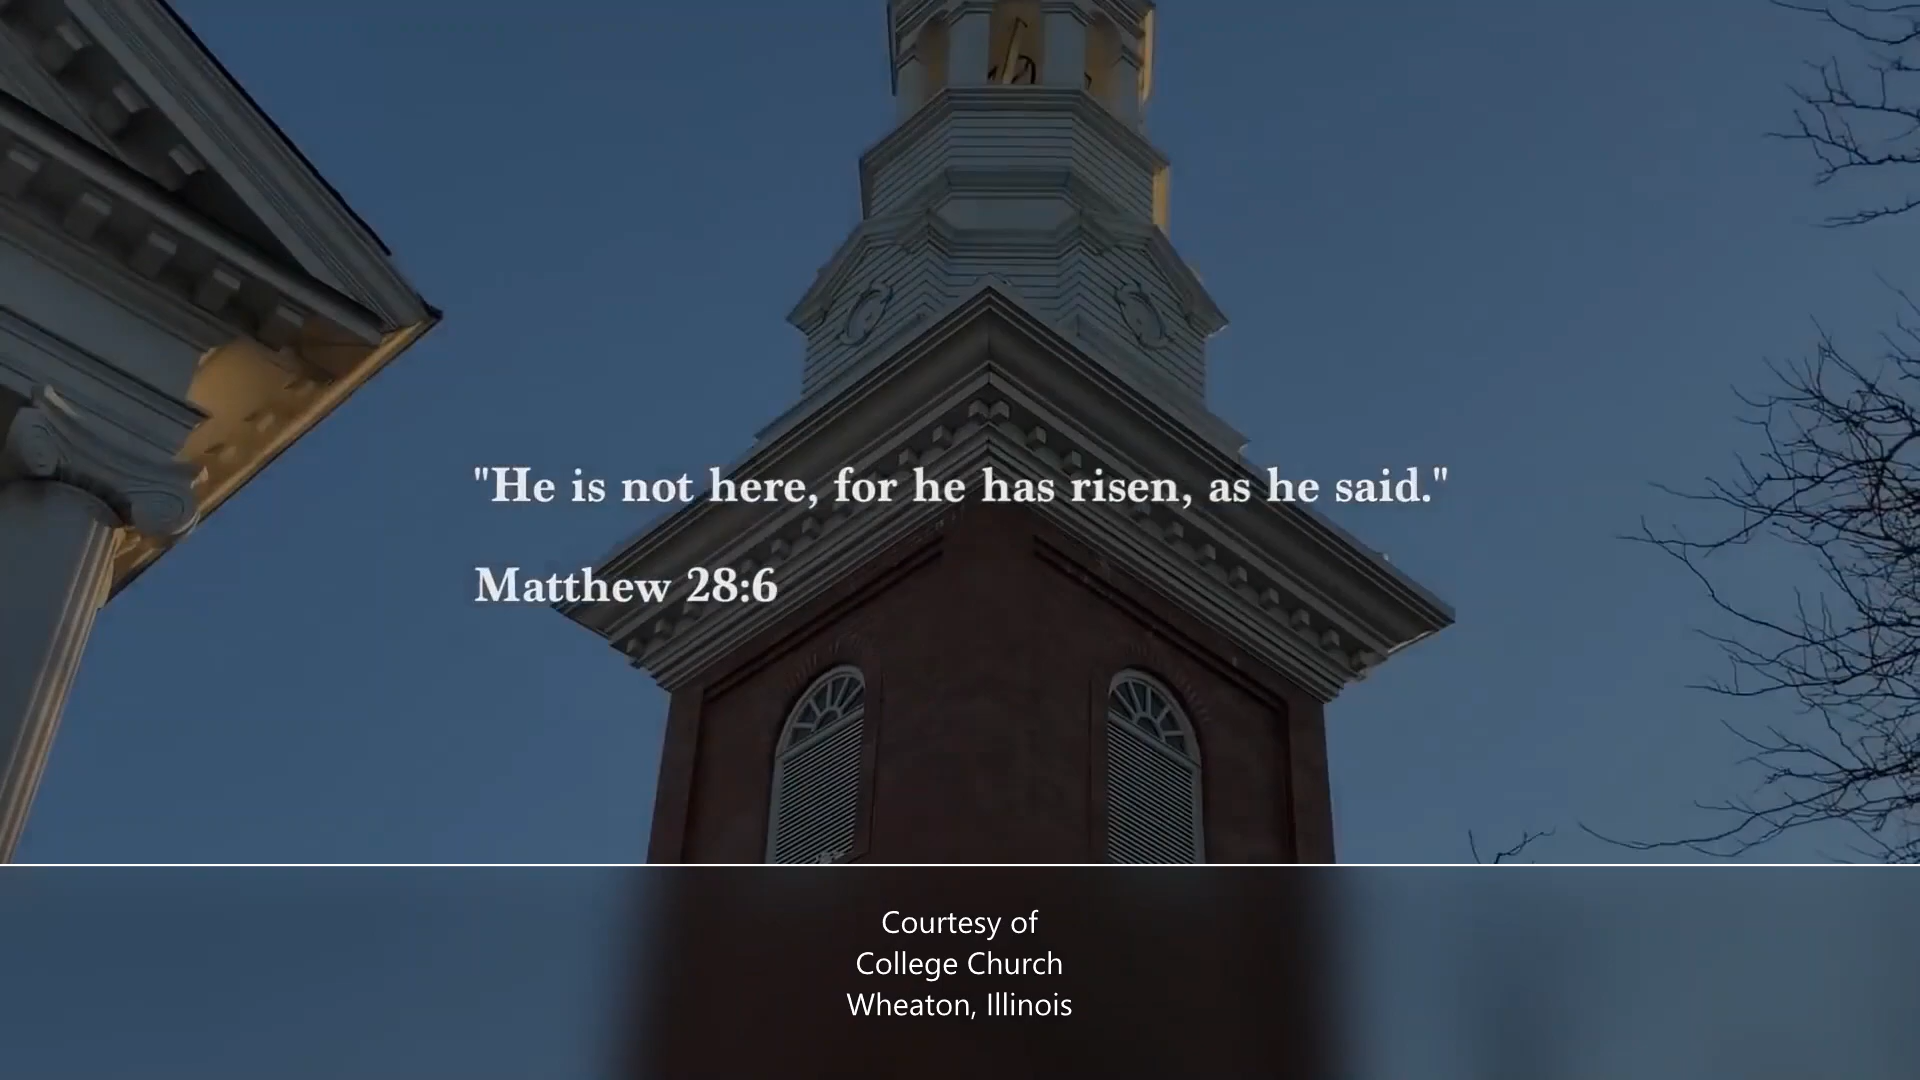 "He is not here, for he has risen, as he said."
Matthew 28:6
Courtesy of
College Church
Wheaton, Illinois